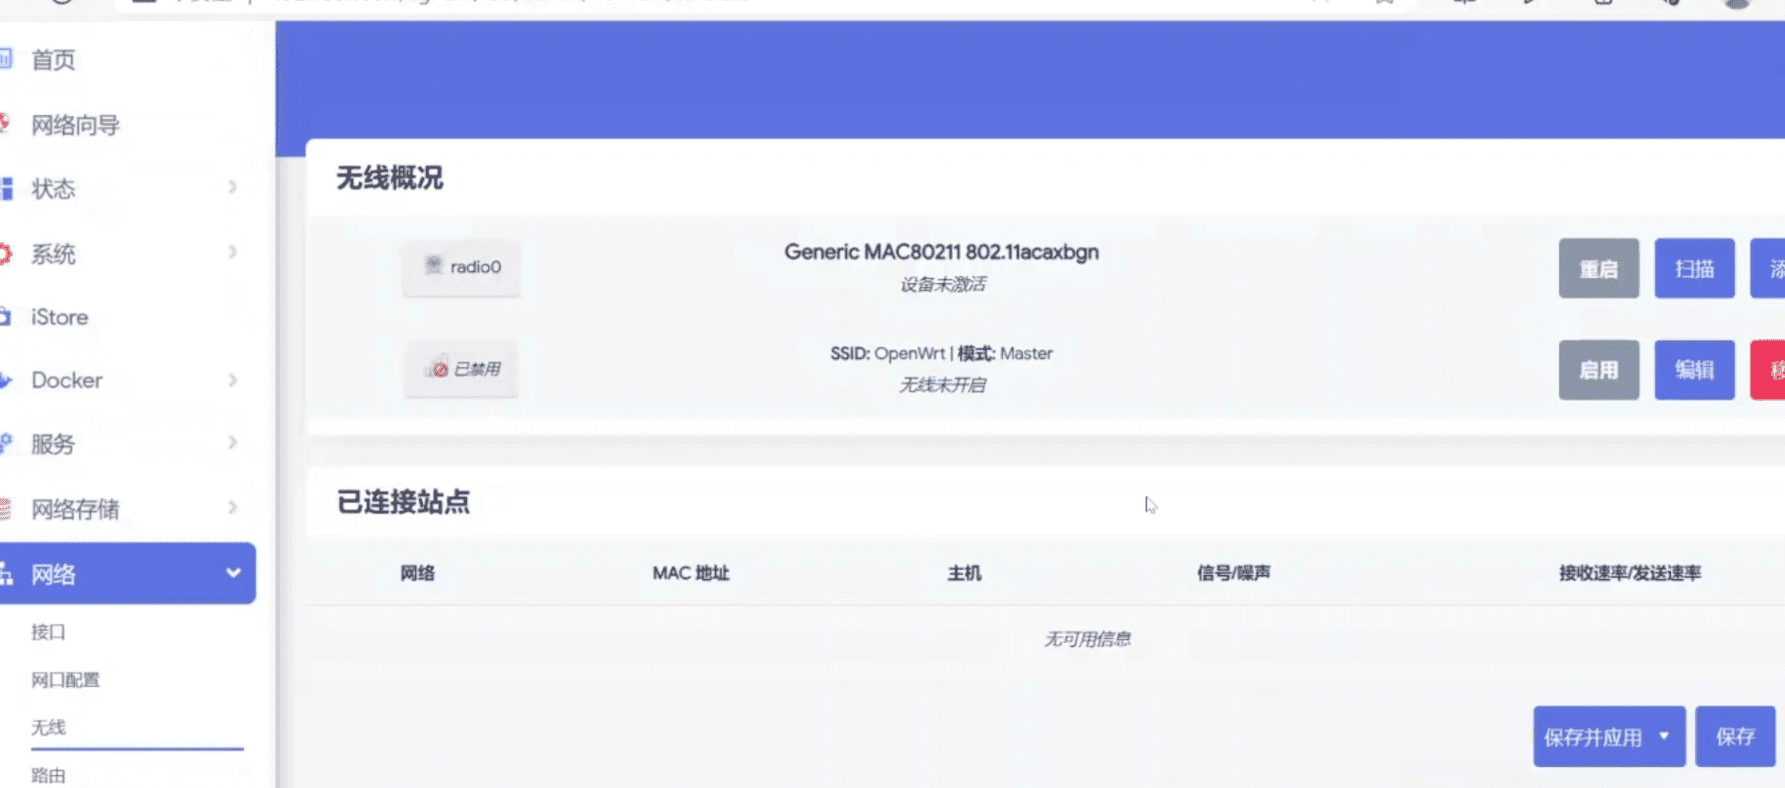 首页
网络向导
状态
系统
iStore
Docker
服务
网络存储
网络
接口
网口配置
无线
路由
无线概况
radio0
Generic MAC80211 802.11acaxbgn
设备未激活
重启 扫描
已禁用
SSID: OpenWrt | 模式: Master
无线未开启
启用 编辑
已连接站点
网络 MAC 地址 主机 信号/噪声 接收速率/发送速率
无可用信息
保存并应用 保存